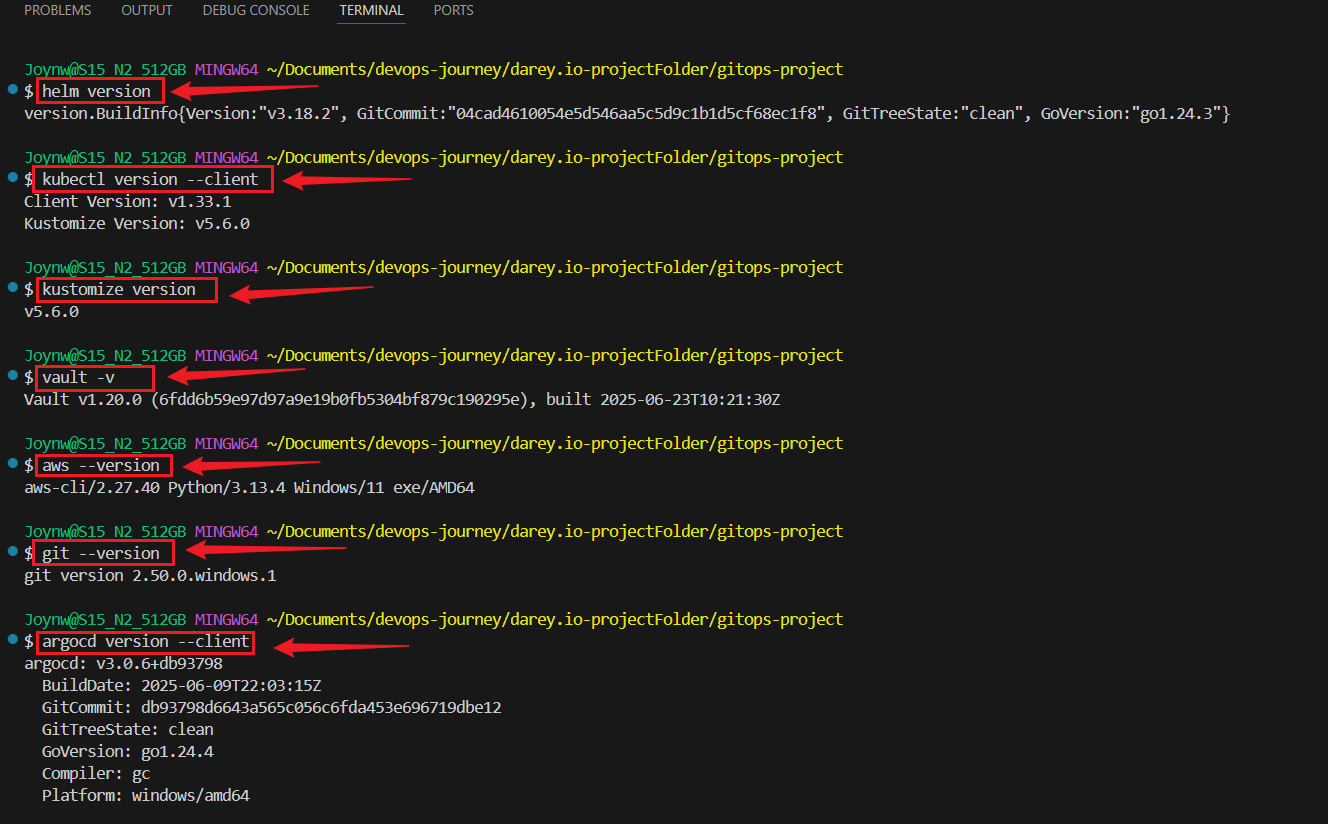 PROBLEMS OUTPUT DEBUG CONSOLE TERMINAL PORTS
Joynw@S15_N2_512GB MINGW64 ~/Documents/devops-journey/darey.io-projectFolder/gitops-project
$ helm version
version.BuildInfo{Version:"v3.18.2", GitCommit:"04cad4610054e5d546aa5c5d9c1b1d5cf68ec1f8", GitTreeState:"clean", GoVersion:"go1.24.3"}
Joynw@S15_N2_512GB MINGW64 ~/Documents/devops-journey/darey.io-projectFolder/gitops-project
$ kubectl version --client
Client Version: v1.33.1
Kustomize Version: v5.6.0
Joynw@S15_N2_512GB MINGW64 ~/Documents/devops-journey/darey.io-projectFolder/gitops-project
$ kustomize version
v5.6.0
Joynw@S15_N2_512GB MINGW64 ~/Documents/devops-journey/darey.io-projectFolder/gitops-project
$ vault -v
Vault v1.20.0 (6fdd6b59e97d97a9e19b0fb5304bf879c190295e), built 2025-06-23T10:21:30Z
Joynw@S15_N2_512GB MINGW64 ~/Documents/devops-journey/darey.io-projectFolder/gitops-project
$ aws --version
aws-cli/2.27.40 Python/3.13.4 Windows/11 exe/AMD64
Joynw@S15_N2_512GB MINGW64 ~/Documents/devops-journey/darey.io-projectFolder/gitops-project
$ git --version
git version 2.50.0.windows.1
Joynw@S15_N2_512GB MINGW64 ~/Documents/devops-journey/darey.io-projectFolder/gitops-project
$ argocd version --client
argocd: v3.0.6+db93798
BuildDate: 2025-06-09T22:03:15Z
GitCommit: db93798d6643a565c056c6fda453e696719dbe12
GitTreeState: clean
GoVersion: go1.24.4
Compiler: gc
Platform: windows/amd64